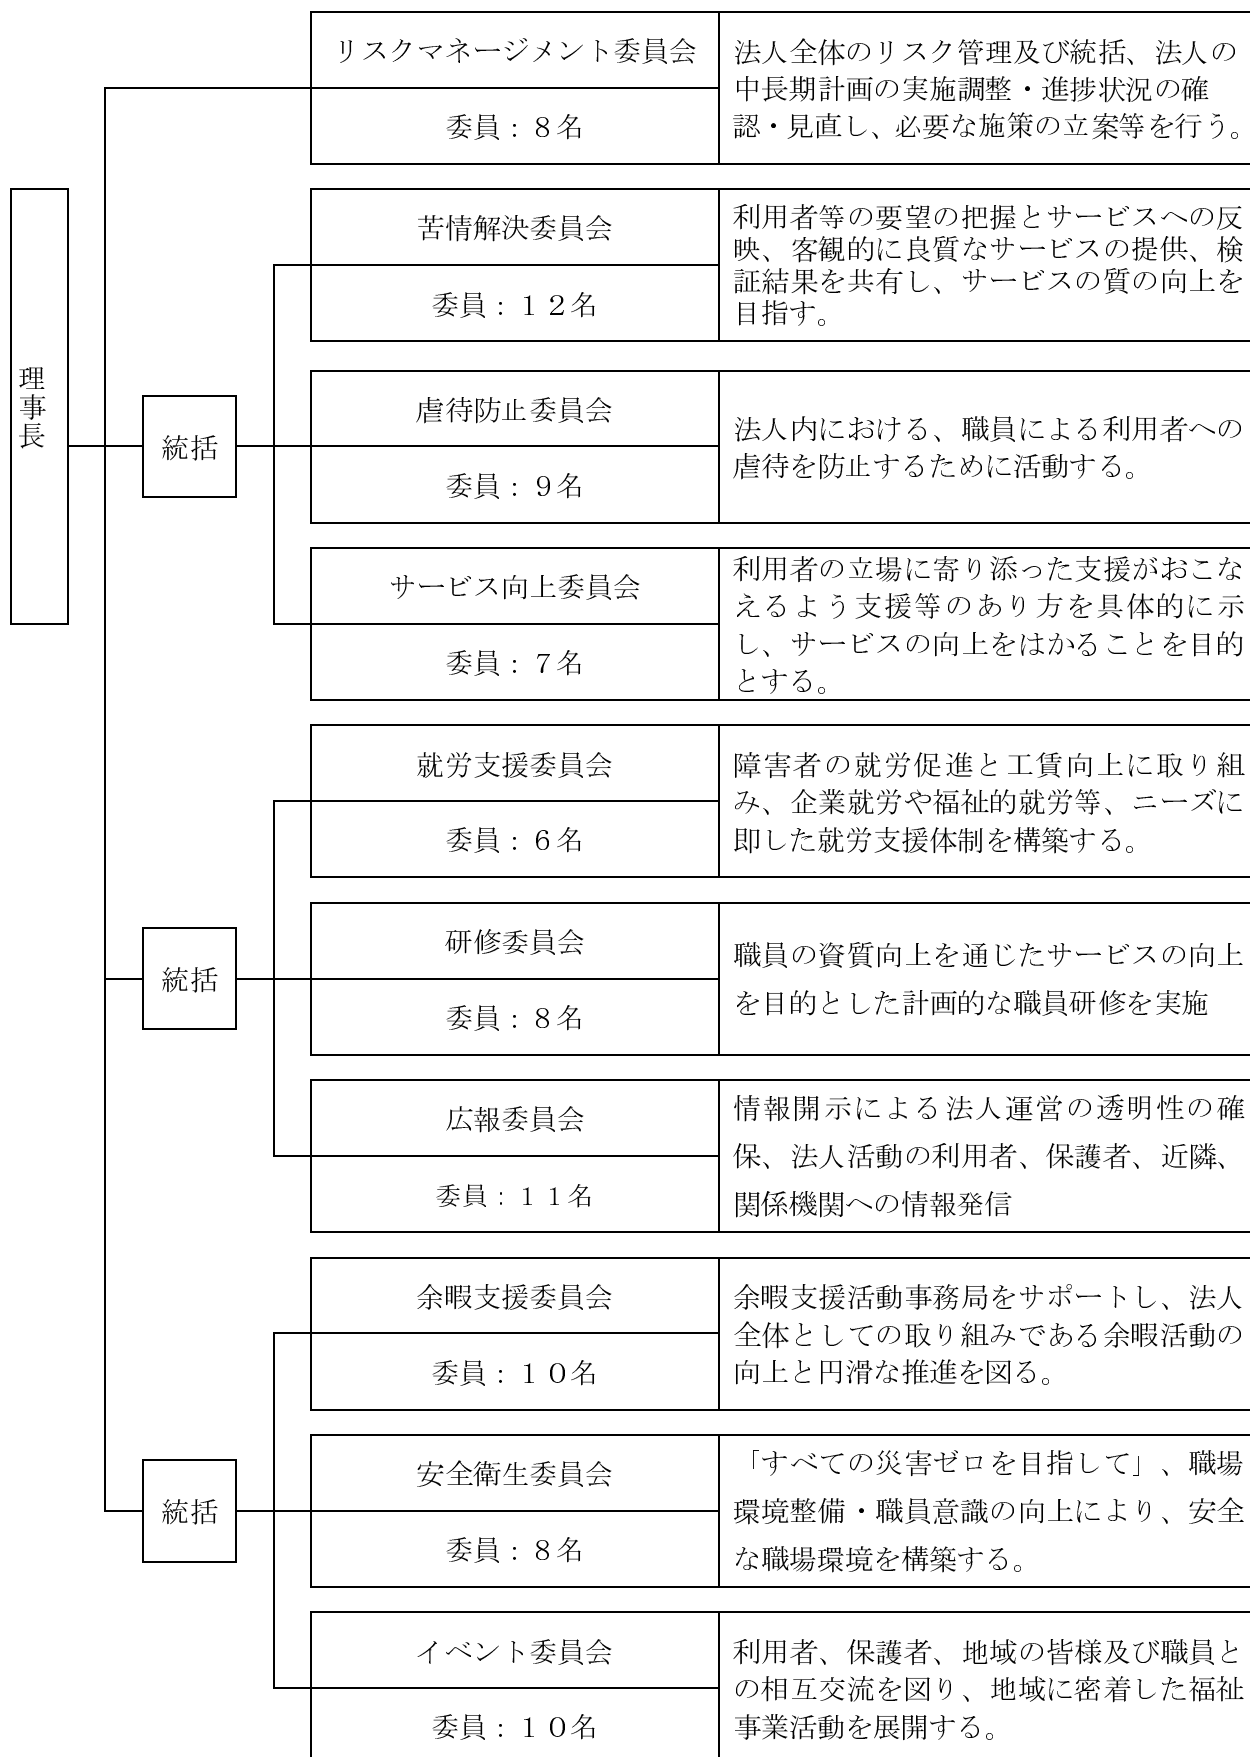 リスクマネージメント委員会
委員：８名
法人全体のリスク管理及び統括、法人の
中長期計画の実施調整・進捗状況の確
認・見直し、必要な施策の立案等を行う。
理事長
統括
苦情解決委員会
委員：１２名
利用者等の要望の把握とサービスへの反
映、客観的に良質なサービスの提供、検
証結果を共有し、サービスの質の向上を
目指す。
虐待防止委員会
委員：９名
法人内における、職員による利用者への
虐待を防止するために活動する。
サービス向上委員会
委員：７名
利用者の立場に寄り添った支援がおこな
えるよう支援等のあり方を具体的に示
し、サービスの向上をはかることを目的
とする。
統括
就労支援委員会
委員：６名
障害者の就労促進と工賃向上に取り組
み、企業就労や福祉的就労等、ニーズに
即した就労支援体制を構築する。
研修委員会
委員：８名
職員の資質向上を通じたサービスの向上
を目的とした計画的な職員研修を実施
広報委員会
委員：１１名
情報開示による法人運営の透明性の確
保、法人活動の利用者、保護者、近隣、
関係機関への情報発信
統括
余暇支援委員会
委員：１０名
余暇支援活動事務局をサポートし、法人
全体としての取り組みである余暇活動の
向上と円滑な推進を図る。
安全衛生委員会
委員：８名
「すべての災害ゼロを目指して」、職場
環境整備・職員意識の向上により、安全
な職場環境を構築する。
イベント委員会
委員：１０名
利用者、保護者、地域の皆様及び職員と
の相互交流を図り、地域に密着した福祉
事業活動を展開する。